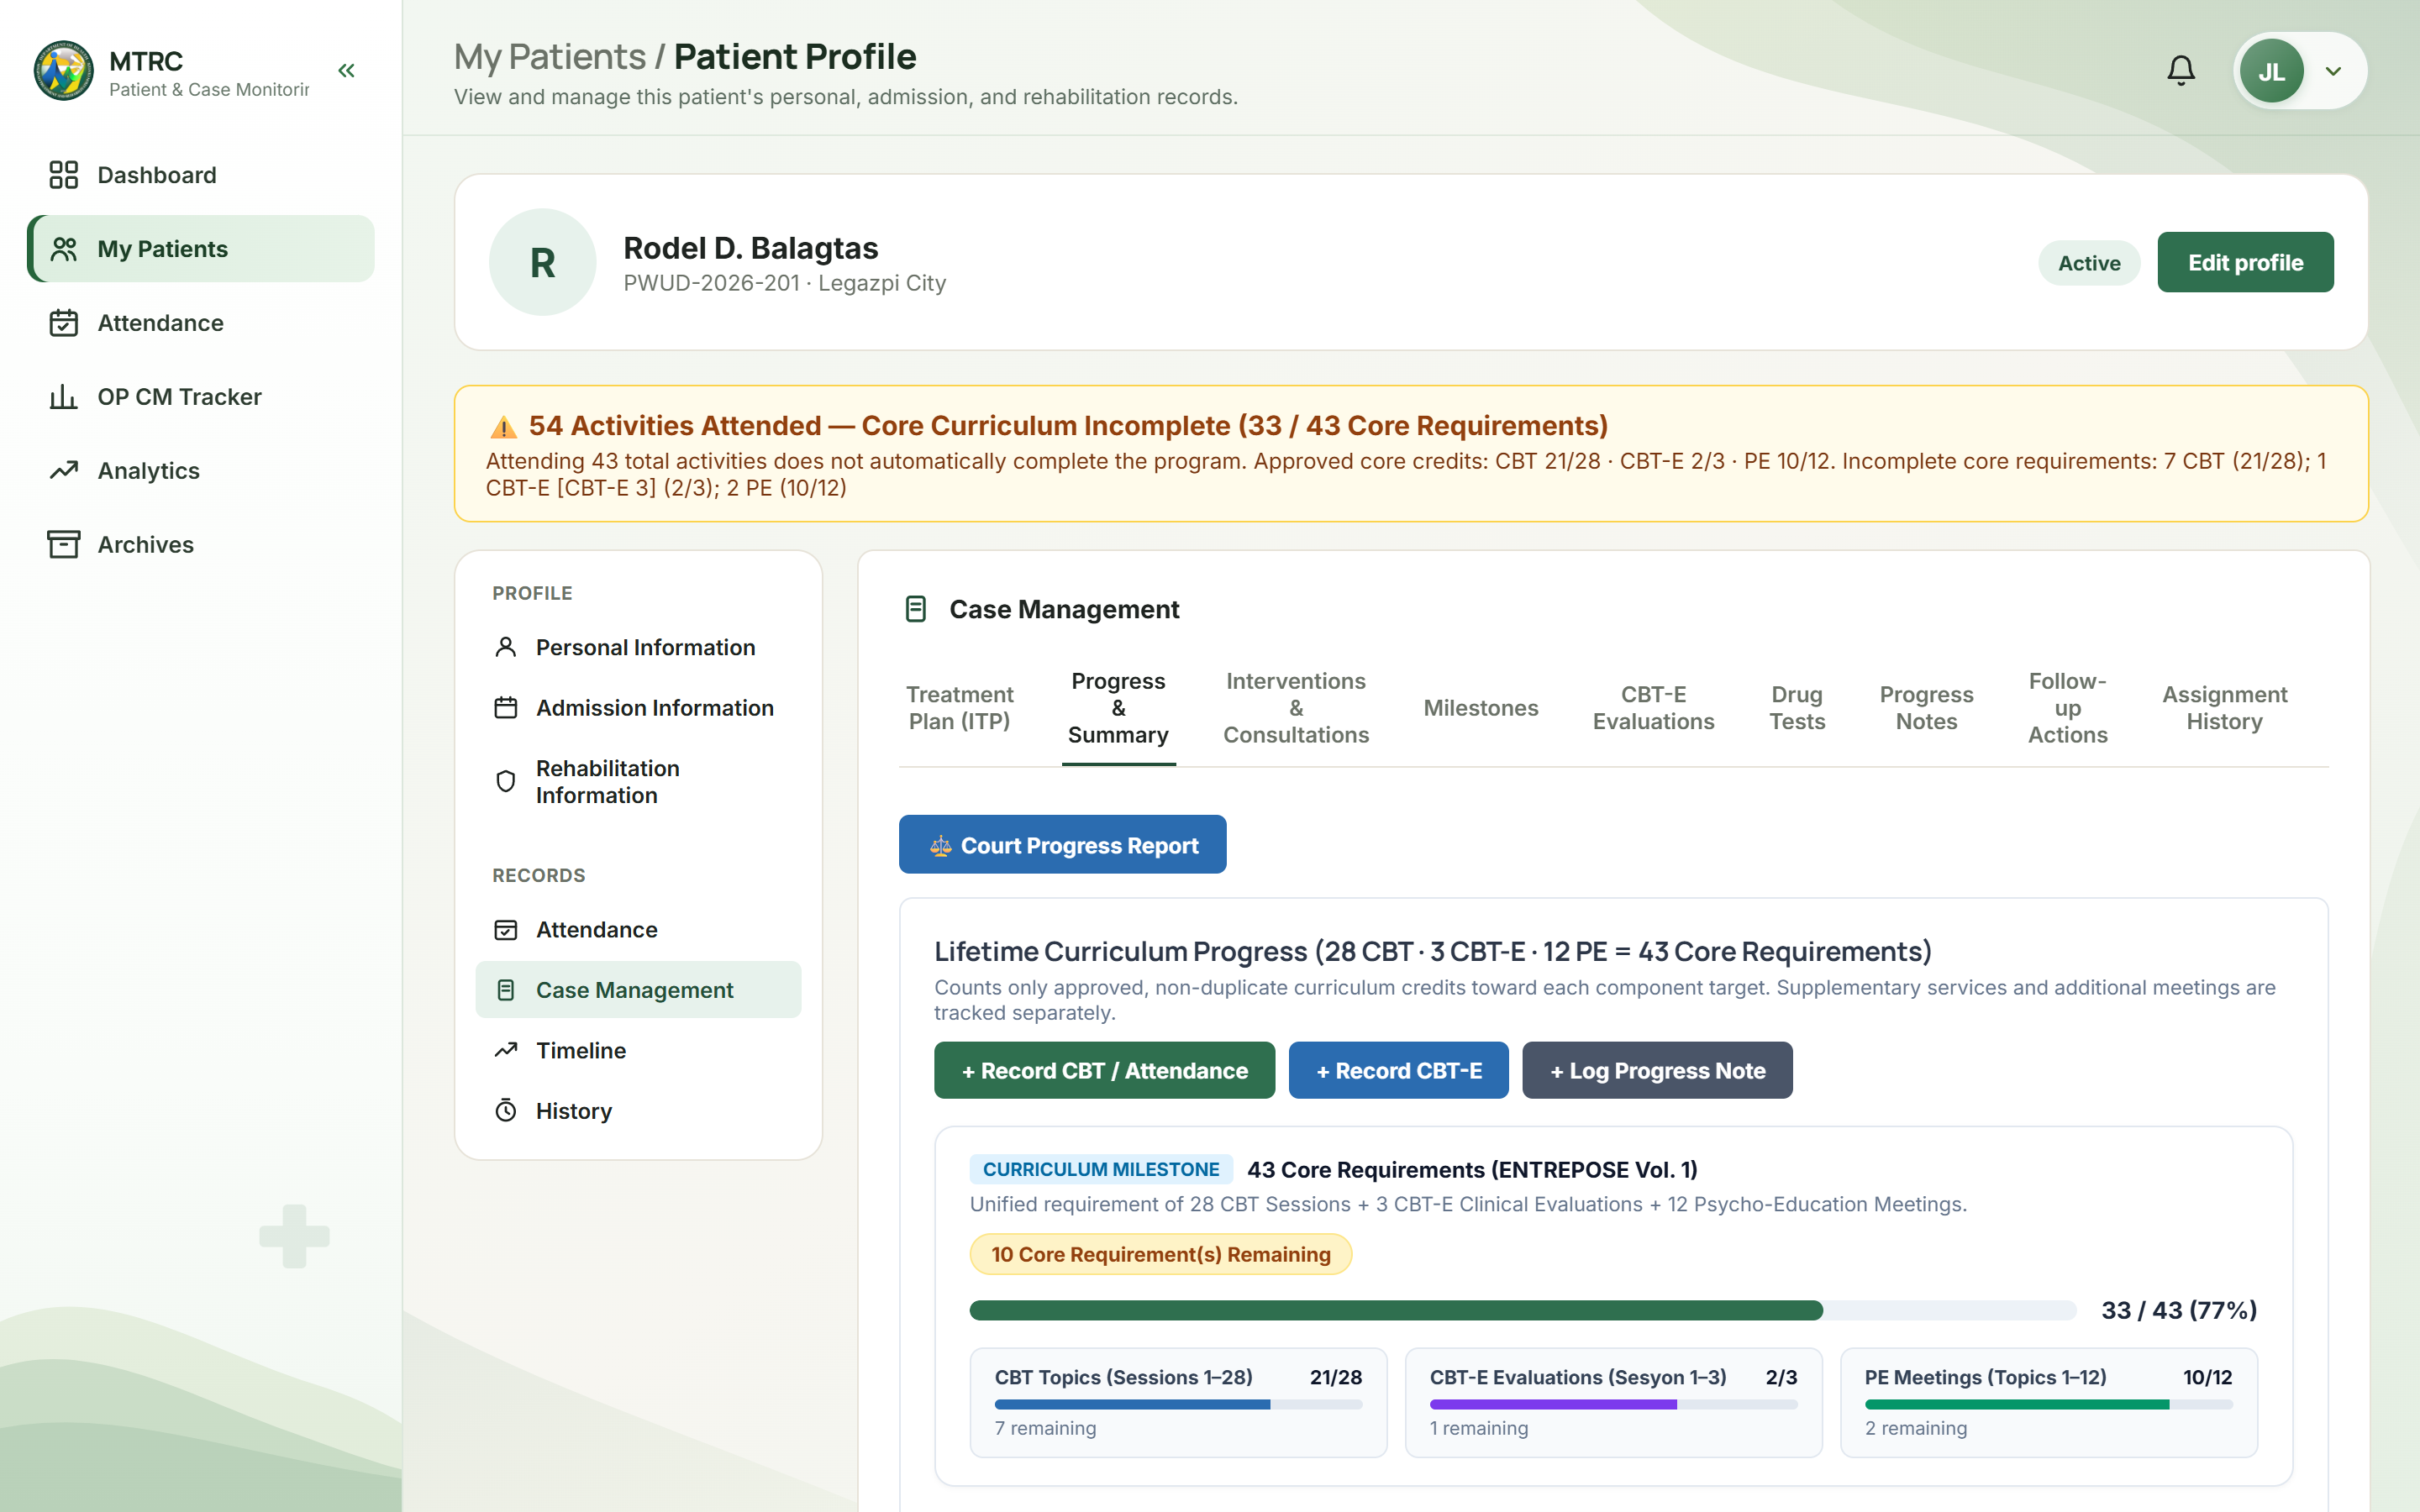 MTRC
Patient & Case Monitorin
Dashboard
My Patients
Attendance
OP CM Tracker
Analytics
Archives
My Patients / Patient Profile
View and manage this patient's personal, admission, and rehabilitation records.
JL
R
Rodel D. Balagtas
PWUD-2026-201 · Legazpi City
Active
Edit profile
⚠️ 54 Activities Attended — Core Curriculum Incomplete (33 / 43 Core Requirements)
Attending 43 total activities does not automatically complete the program. Approved core credits: CBT 21/28 · CBT-E 2/3 · PE 10/12. Incomplete core requirements: 7 CBT (21/28); 1
CBT-E [CBT-E 3] (2/3); 2 PE (10/12)
PROFILE
Personal Information
Admission Information
Rehabilitation
Information
RECORDS
Attendance
Case Management
Timeline
History
Case Management
Treatment
Plan (ITP)
Progress
&
Summary
Interventions
&
Consultations
Milestones
CBT-E
Evaluations
Drug
Tests
Progress
Notes
Follow-
up
Actions
Assignment
History
⚖️ Court Progress Report
Lifetime Curriculum Progress (28 CBT · 3 CBT-E · 12 PE = 43 Core Requirements)
Counts only approved, non-duplicate curriculum credits toward each component target. Supplementary services and additional meetings are
tracked separately.
+ Record CBT / Attendance
+ Record CBT-E
+ Log Progress Note
CURRICULUM MILESTONE 43 Core Requirements (ENTREPOSE Vol. 1)
Unified requirement of 28 CBT Sessions + 3 CBT-E Clinical Evaluations + 12 Psycho-Education Meetings.
10 Core Requirement(s) Remaining
33 / 43 (77%)
CBT Topics (Sessions 1–28) 21/28
7 remaining
CBT-E Evaluations (Sesyon 1–3) 2/3
1 remaining
PE Meetings (Topics 1–12) 10/12
2 remaining